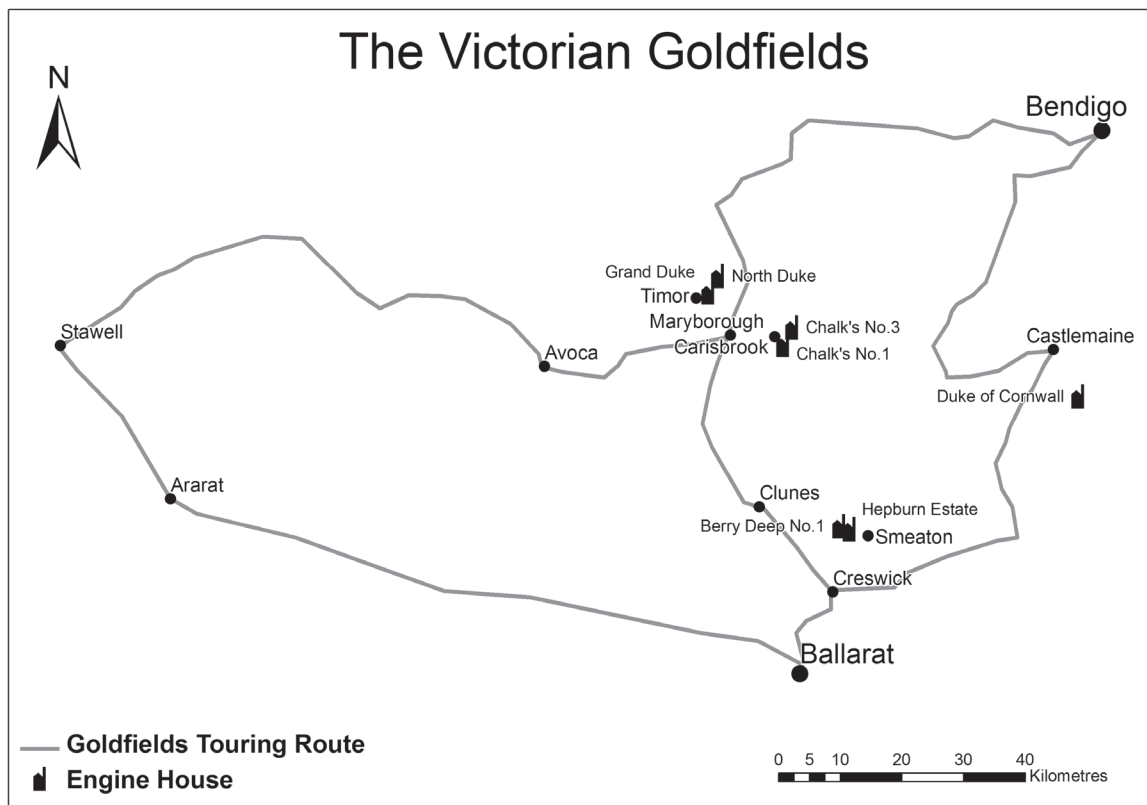 The Victorian Goldfields
N
Bendigo
Grand Duke
North Duke
Timor
Maryborough
Chalk's No.3
Carisbrook
Chalk's No.1
Stawell
Avoca
Castlemaine
Duke of Cornwall
Ararat
Clunes
Hepburn Estate
Berry Deep No.1
Smeaton
Creswick
Ballarat
Goldfields Touring Route
Engine House
0 5 10 20 30 40
Kilometres